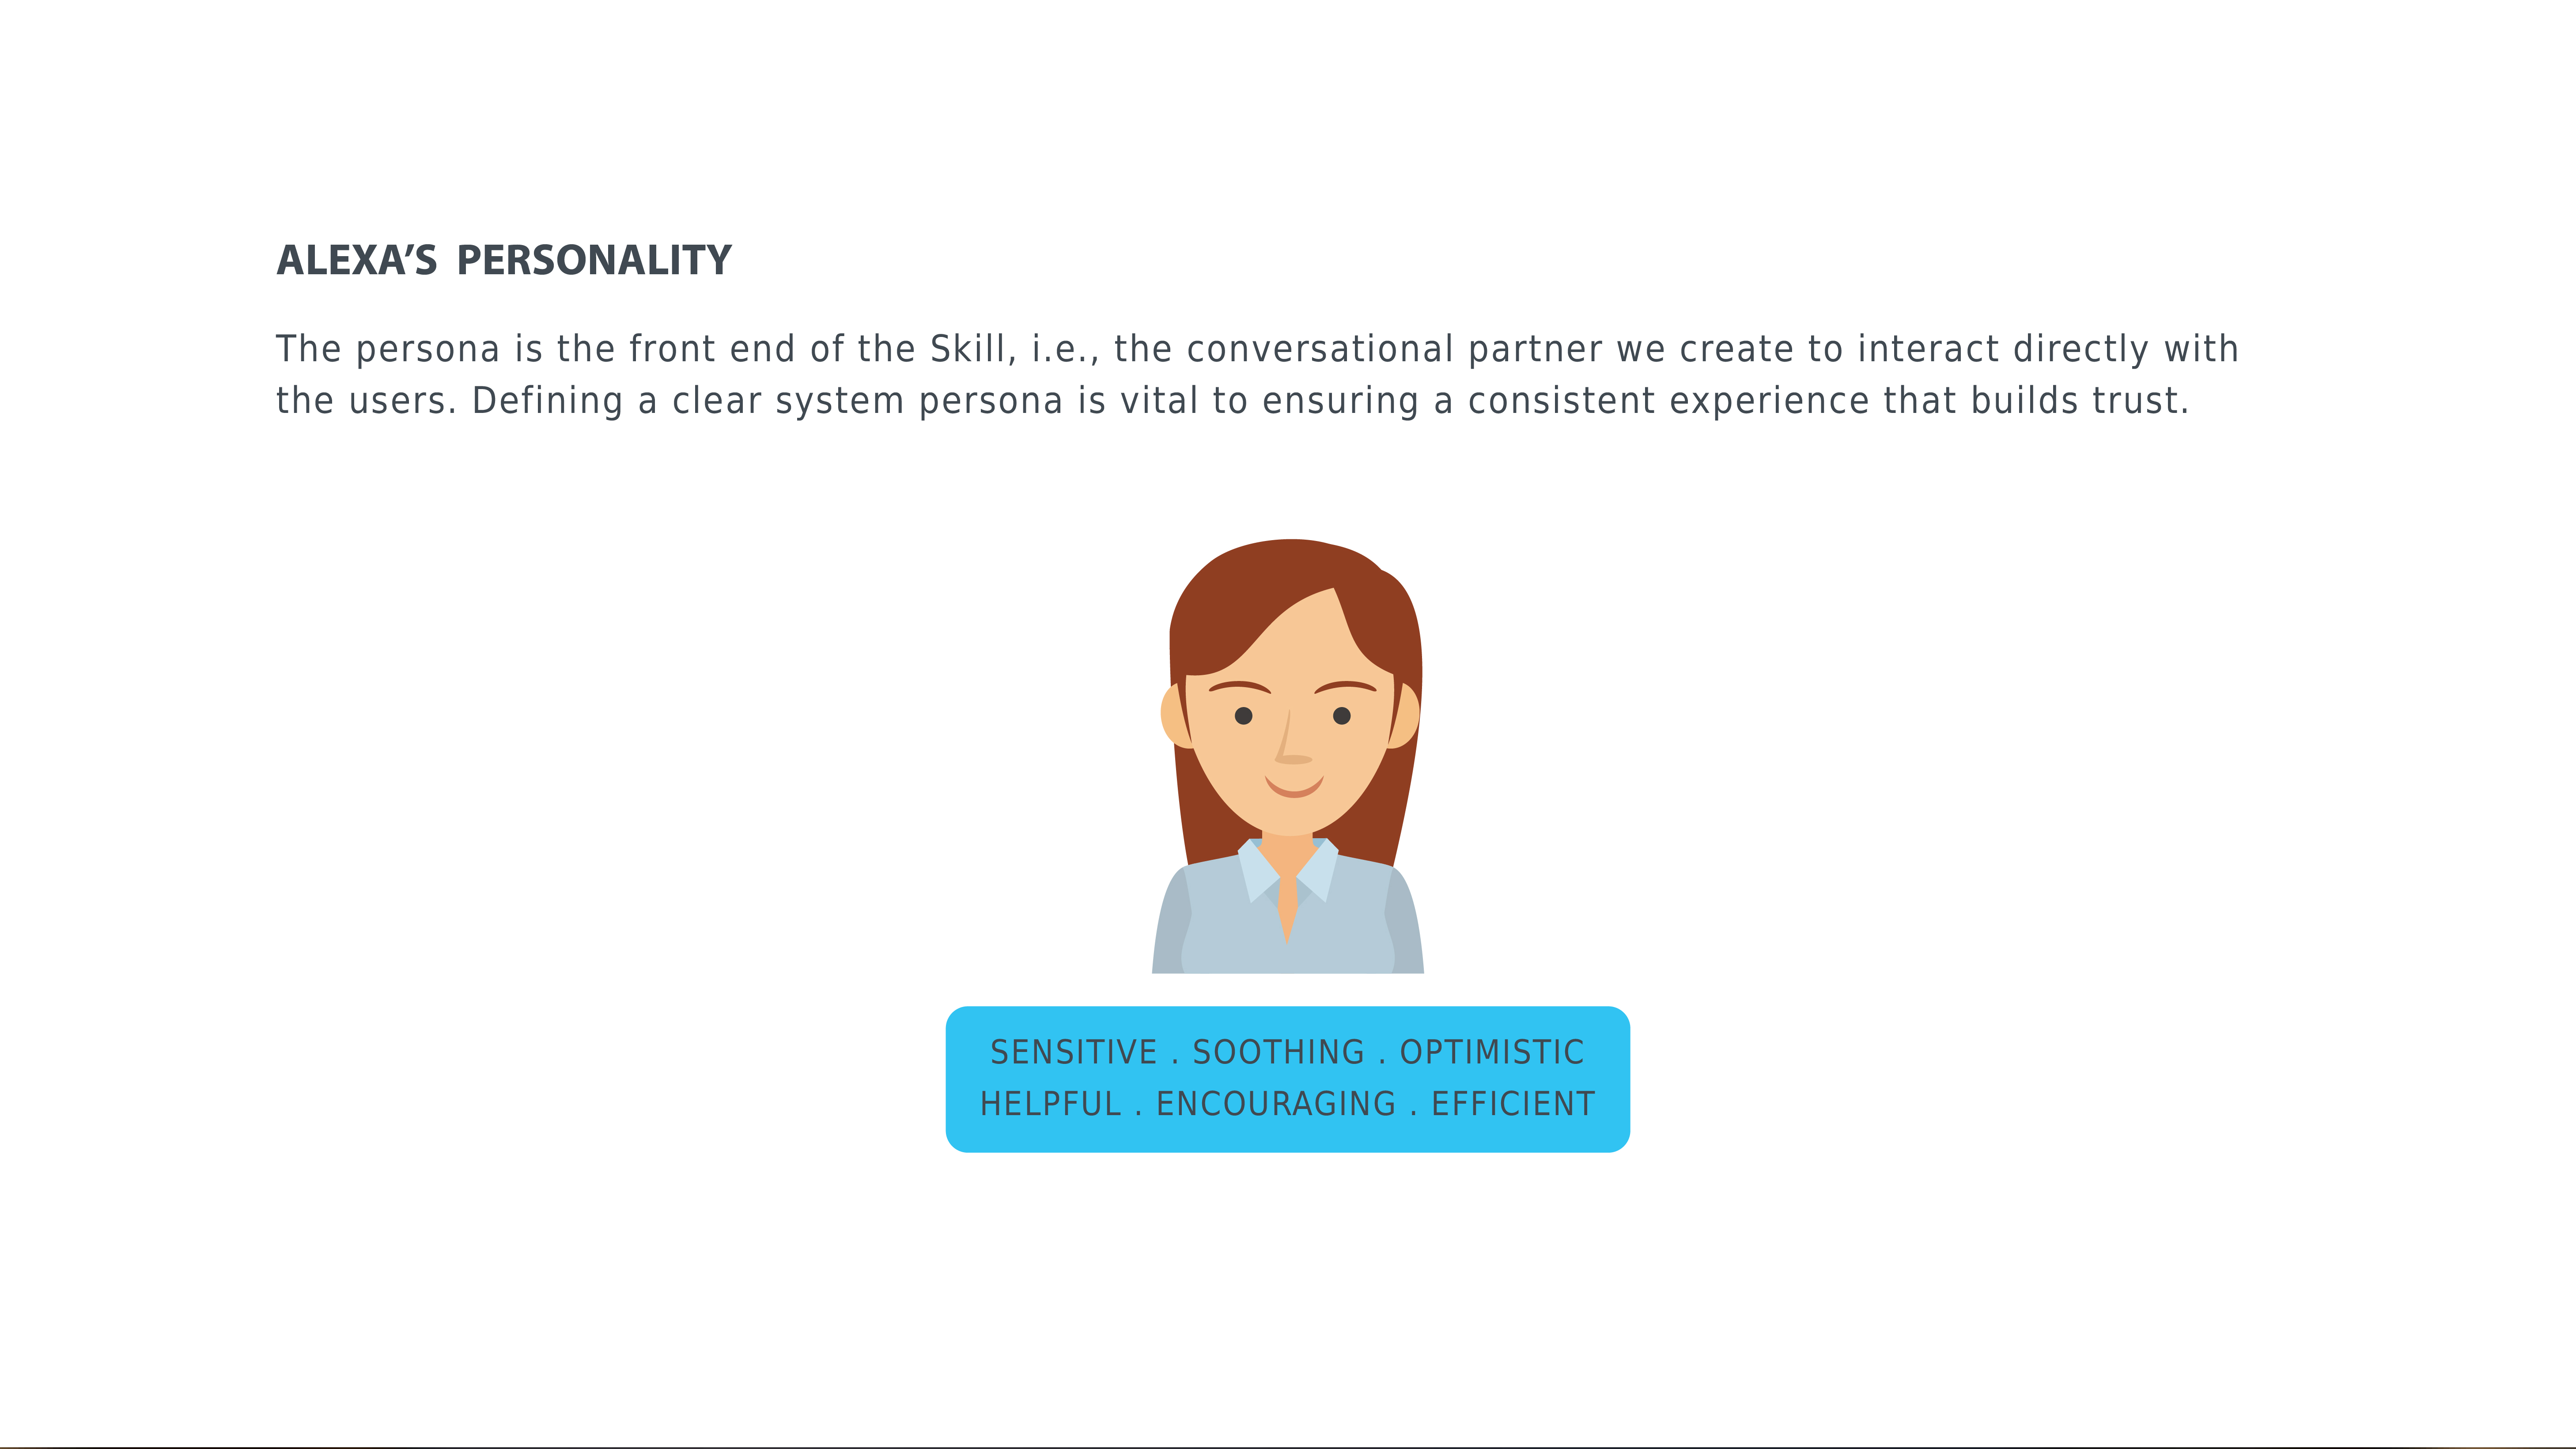 ALEXA’S PERSONALITY
The persona is the front end of the Skill, i.e., the conversational partner we create to interact directly with
the users. Defining a clear system persona is vital to ensuring a consistent experience that builds trust.
SENSITIVE . SOOTHING . OPTIMISTIC
HELPFUL . ENCOURAGING . EFFICIENT